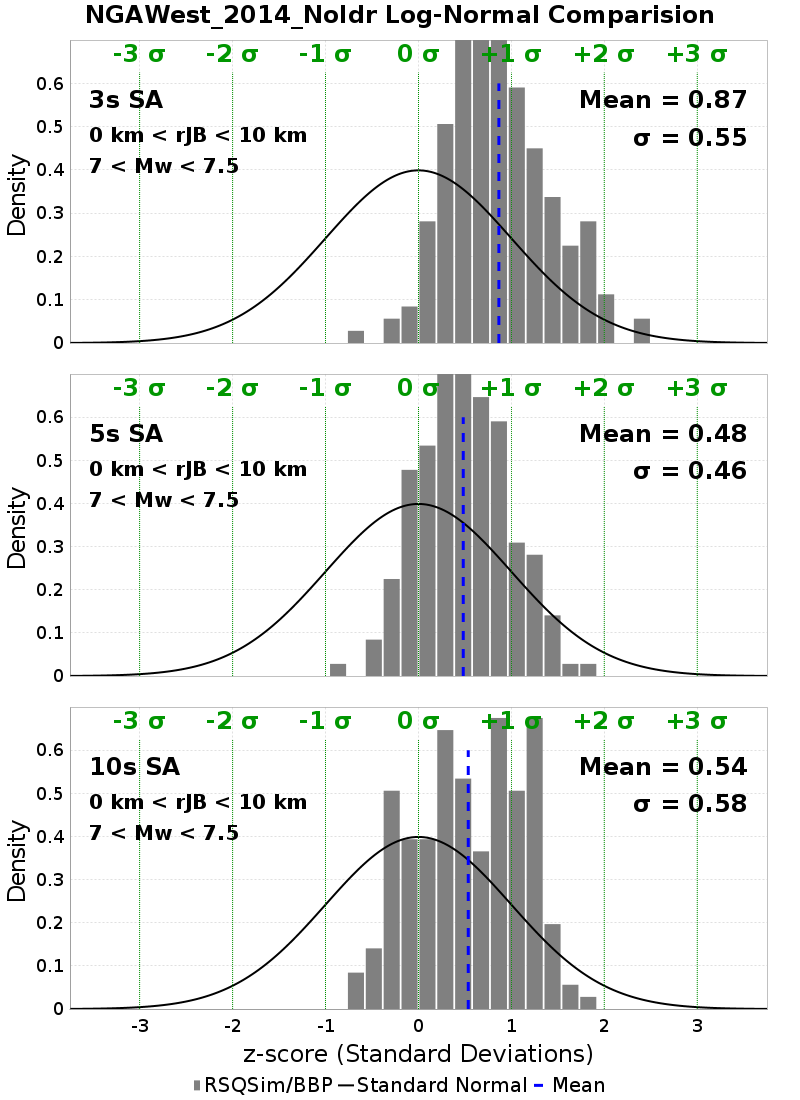 NGAWest_2014_NoIdr Log-Normal Comparision
-3 σ -2 σ -1 σ 0 σ +1 σ +2 σ +3 σ
0.6
3s SA
Mean = 0.87
0.5
0 km < rJB < 10 km
σ = 0.55
7 < Mw < 7.5
0.4
Density
0.3
0.2
0.1
0
-3 σ -2 σ -1 σ 0 σ +1 σ +2 σ +3 σ
0.6
5s SA
Mean = 0.48
0.5
0 km < rJB < 10 km
σ = 0.46
7 < Mw < 7.5
0.4
Density
0.3
0.2
0.1
0
-3 σ -2 σ -1 σ 0 σ +1 σ +2 σ +3 σ
0.6
10s SA
Mean = 0.54
0.5
0 km < rJB < 10 km
σ = 0.58
7 < Mw < 7.5
0.4
Density
0.3
0.2
0.1
0
-3 -2 -1 0 1 2 3
z-score (Standard Deviations)
RSQSim/BBP Standard Normal Mean